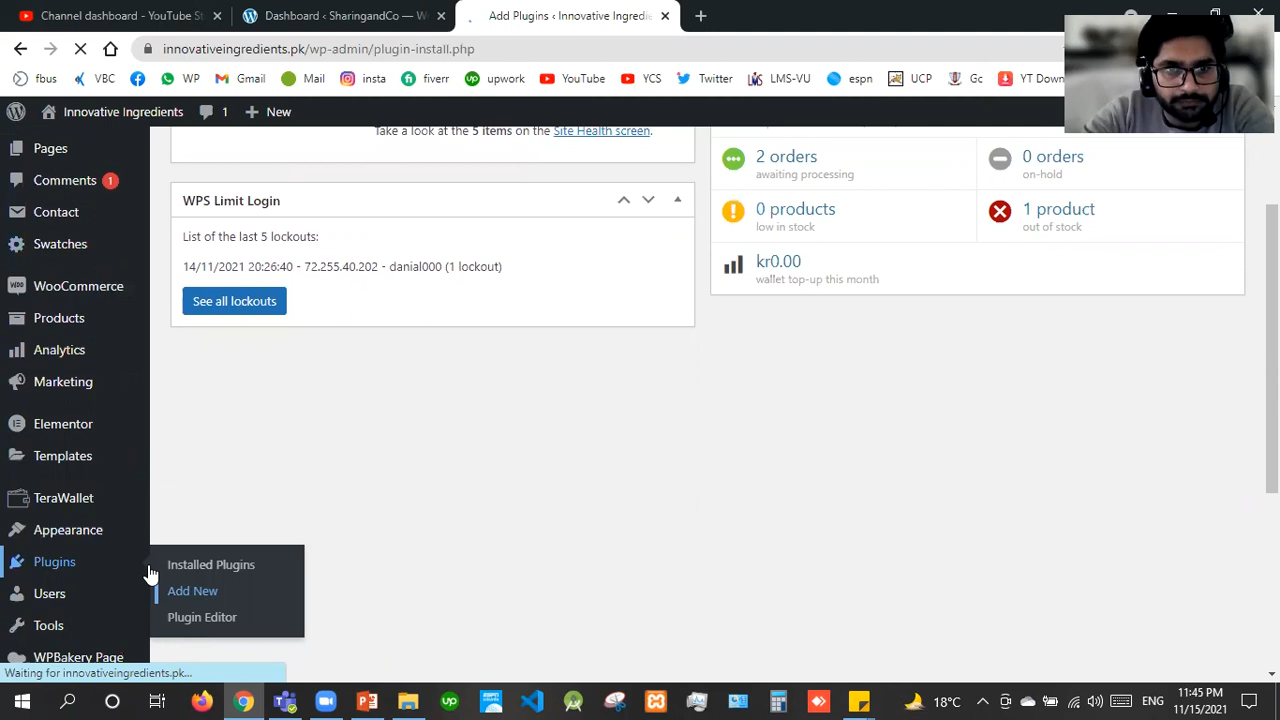 Channel dashboard - YouTube St
Dashboard ‹ SharingandCo — W
Add Plugins ‹ Innovative Ingredi
innovativeingredients.pk/wp-admin/plugin-install.php
fbus
VBC
WP
Gmail
Mail
insta
fiverr
upwork
YouTube
YCS
Twitter
LMS-VU
espn
UCP
Gc
YT Down
Innovative Ingredients
1
New
Pages
Comments 1
Contact
Swatches
WooCommerce
Products
Analytics
Marketing
Elementor
Templates
TeraWallet
Appearance
Plugins
Users
Tools
WPBakery Page
Installed Plugins
Add New
Plugin Editor
Take a look at the 5 items on the Site Health screen.
WPS Limit Login
List of the last 5 lockouts:
14/11/2021 20:26:40 - 72.255.40.202 - danial000 (1 lockout)
See all lockouts
2 orders
awaiting processing
0 orders
on-hold
0 products
low in stock
1 product
out of stock
kr0.00
wallet top-up this month
Waiting for innovativeingredients.pk...
18°C
ENG
11:45 PM
11/15/2021